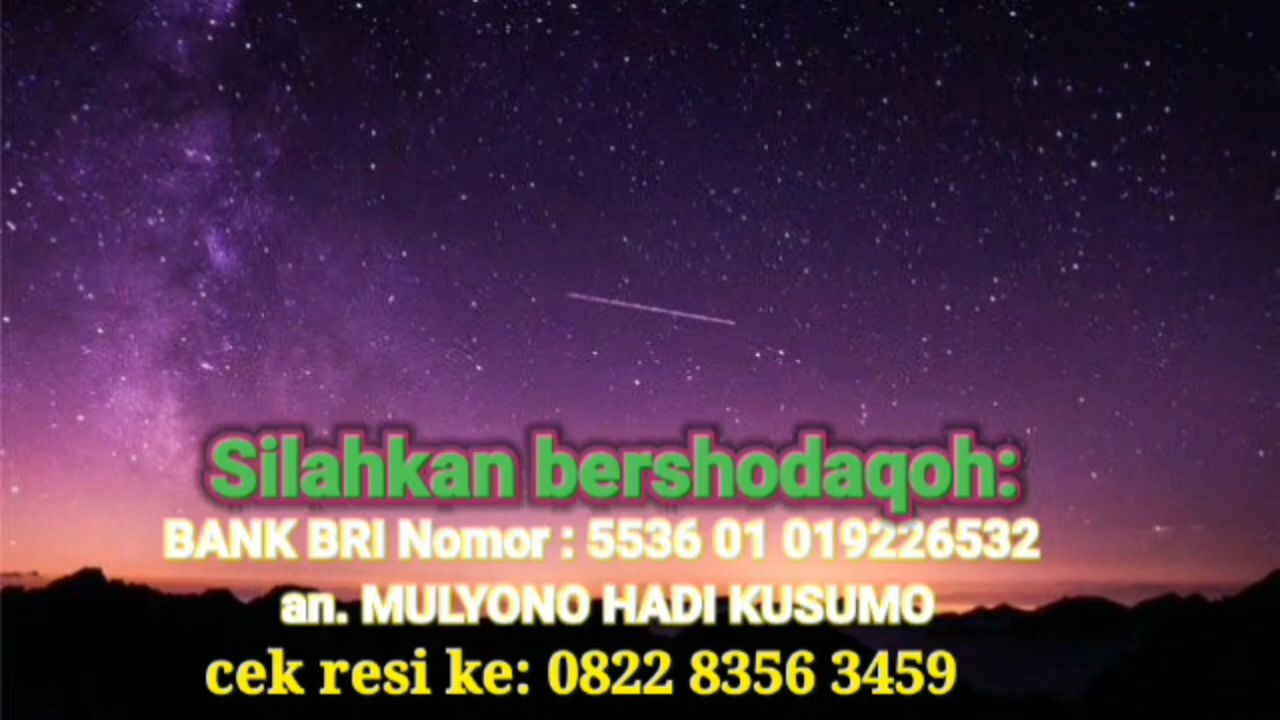 Silahkan bershodaqoh:
BANK BRI Nomor : 5536 01 019226532
an. MULYONO HADI KUSUMO
cek resi ke: 0822 8356 3459